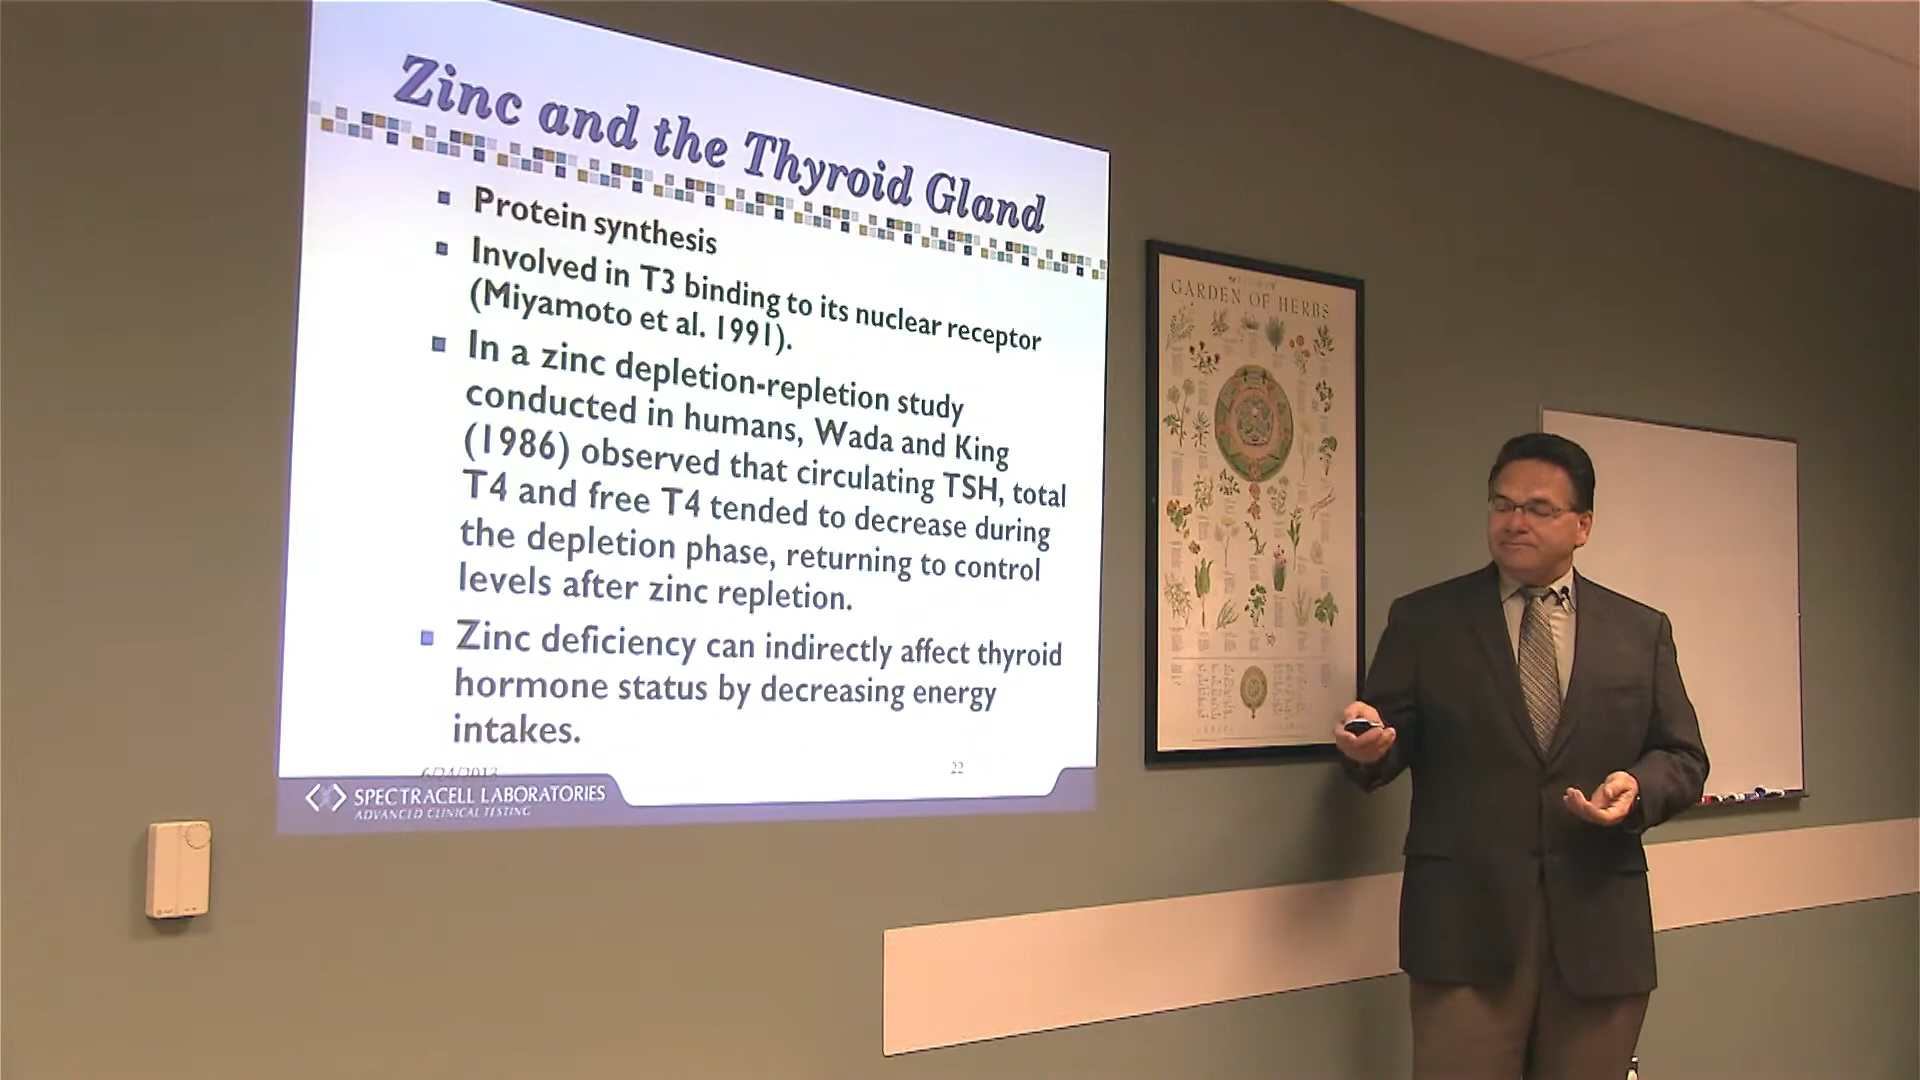 Zinc and the Thyroid Gland
Protein synthesis
Involved in T3 binding to its nuclear receptor
(Miyamoto et al. 1991).
In a zinc depletion-repletion study
conducted in humans, Wada and King
(1986) observed that circulating TSH, total
T4 and free T4 tended to decrease during
the depletion phase, returning to control
levels after zinc repletion.
Zinc deficiency can indirectly affect thyroid
hormone status by decreasing energy
intakes.
6/24/2013
22
SPECTRACELL LABORATORIES
ADVANCED CLINICAL TESTING
GARDEN OF HERBS